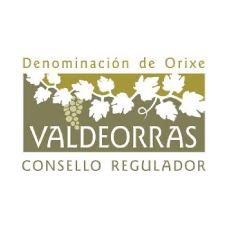 Denominación de Orixe
VALDEORRAS
CONSELLO REGULADOR